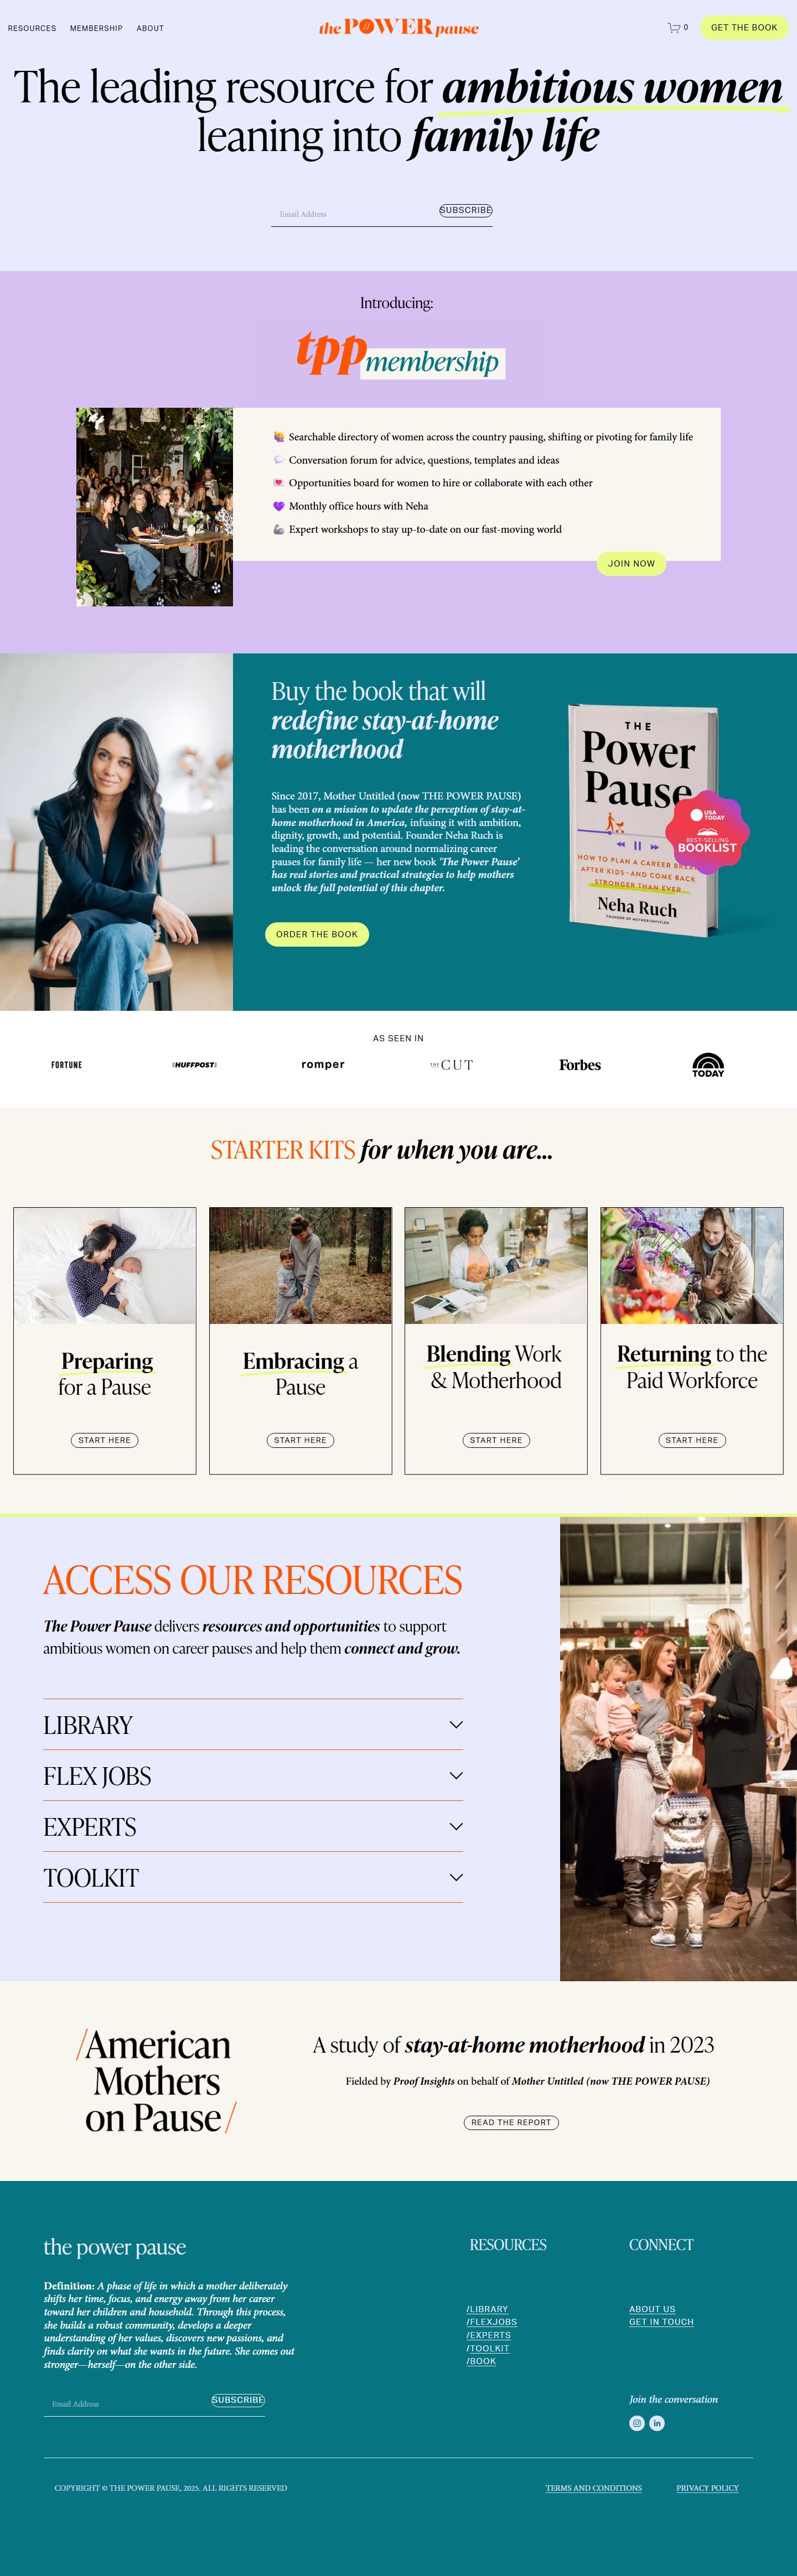 RESOURCES MEMBERSHIP ABOUT
the POWER pause
0
GET THE BOOK
The leading resource for ambitious women
leaning into family life
Email Address
SUBSCRIBE
Introducing:
tpp membership
Searchable directory of women across the country pausing, shifting or pivoting for family life
Conversation forum for advice, questions, templates and ideas
Opportunities board for women to hire or collaborate with each other
Monthly office hours with Neha
Expert workshops to stay up-to-date on our fast-moving world
JOIN NOW
Buy the book that will
redefine stay-at-home
motherhood
Since 2017, Mother Untitled (now THE POWER PAUSE)
has been on a mission to update the perception of stay-at-
home motherhood in America, infusing it with ambition,
dignity, growth, and potential. Founder Neha Ruch is
leading the conversation around normalizing career
pauses for family life — her new book 'The Power Pause'
has real stories and practical strategies to help mothers
unlock the full potential of this chapter.
ORDER THE BOOK
THE
Power
Pause
USA
TODAY
BEST-SELLING
BOOKLIST
HOW TO PLAN A CAREER BREAK
AFTER KIDS—AND COME BACK
STRONGER THAN EVER
Neha Ruch
FOUNDER OF MOTHERUNTITLED
AS SEEN IN
FORTUNE
HUFFPOST
romper
THE CUT
Forbes
TODAY
STARTER KITS for when you are...
Preparing
for a Pause
START HERE
Embracing a
Pause
START HERE
Blending Work
& Motherhood
START HERE
Returning to the
Paid Workforce
START HERE
ACCESS OUR RESOURCES
The Power Pause delivers resources and opportunities to support
ambitious women on career pauses and help them connect and grow.
LIBRARY
FLEX JOBS
EXPERTS
TOOLKIT
/American
Mothers
on Pause/
A study of stay-at-home motherhood in 2023
Fielded by Proof Insights on behalf of Mother Untitled (now THE POWER PAUSE)
READ THE REPORT
the power pause
Definition: A phase of life in which a mother deliberately
shifts her time, focus, and energy away from her career
toward her children and household. Through this process,
she builds a robust community, develops a deeper
understanding of her values, discovers new passions, and
finds clarity on what she wants in the future. She comes out
stronger—herself—on the other side.
Email Address
SUBSCRIBE
RESOURCES
/LIBRARY
/FLEXJOBS
/EXPERTS
/TOOLKIT
/BOOK
CONNECT
ABOUT US
GET IN TOUCH
Join the conversation
in
COPYRIGHT © THE POWER PAUSE, 2025. ALL RIGHTS RESERVED
TERMS AND CONDITIONS
PRIVACY POLICY